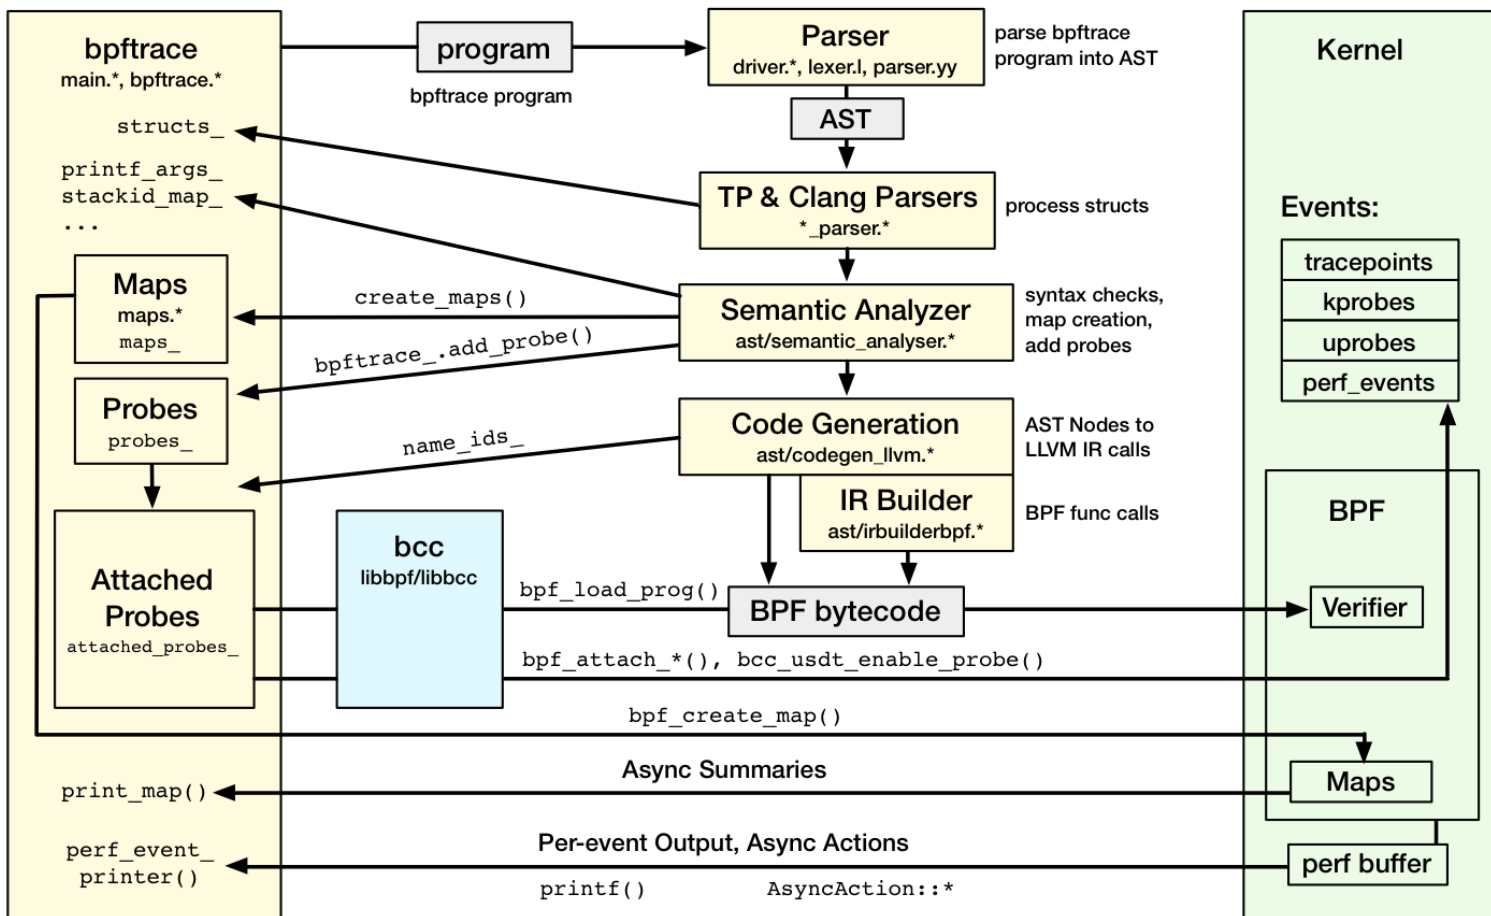 bpftrace
main.*, bpftrace.*
structs_
printf_args_
stackid_map_
...
Maps
maps.*
maps_
Probes
probes_
Attached
Probes
attached_probes_
print_map()
perf_event_
printer()
program
bpftrace program
Parser
driver.*, lexer.l, parser.yy
parse bpftrace
program into AST
AST
TP & Clang Parsers
*_parser.*
process structs
create_maps()
Semantic Analyzer
ast/semantic_analyser.*
syntax checks,
map creation,
add probes
bpftrace_.add_probe()
Code Generation
ast/codegen_llvm.*
AST Nodes to
LLVM IR calls
name_ids_
IR Builder
ast/irbuilderbpf.*
BPF func calls
bcc
libbpf/libbcc
bpf_load_prog()
BPF bytecode
bpf_attach_*(), bcc_usdt_enable_probe()
bpf_create_map()
Async Summaries
Per-event Output, Async Actions
printf()
AsyncAction::*
Kernel
Events:
tracepoints
kprobes
uprobes
perf_events
BPF
Verifier
Maps
perf buffer